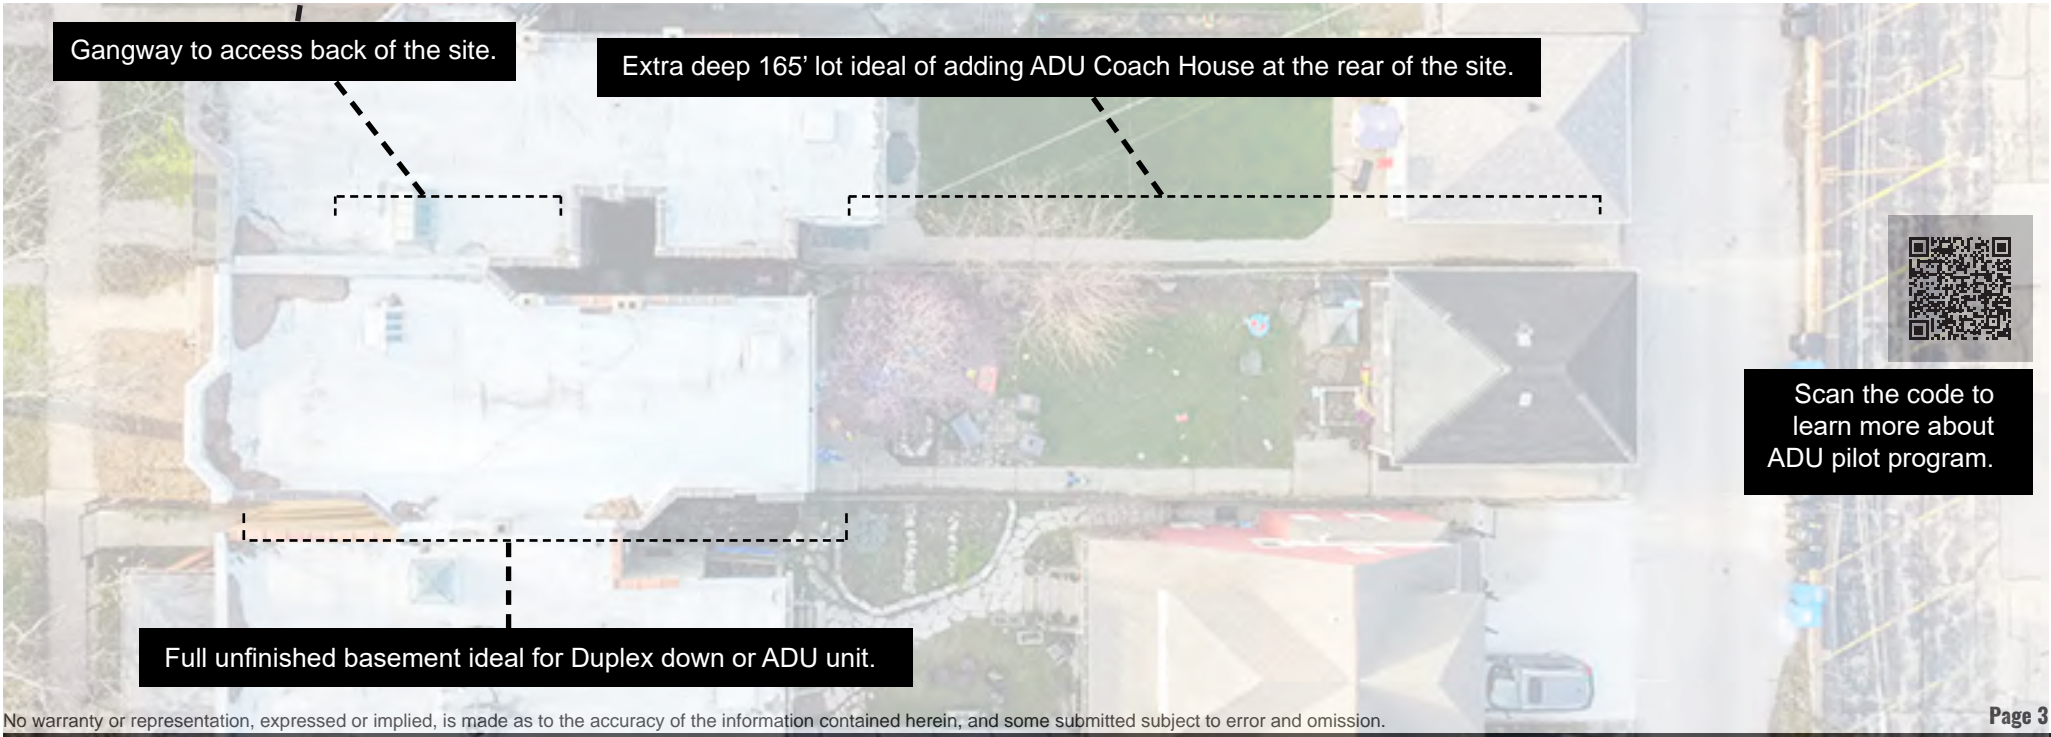 Gangway to access back of the site.
Extra deep 165’ lot ideal of adding ADU Coach House at the rear of the site.
Scan the code to
learn more about
ADU pilot program.
Full unfinished basement ideal for Duplex down or ADU unit.
No warranty or representation, expressed or implied, is made as to the accuracy of the information contained herein, and some submitted subject to error and omission.
Page 3